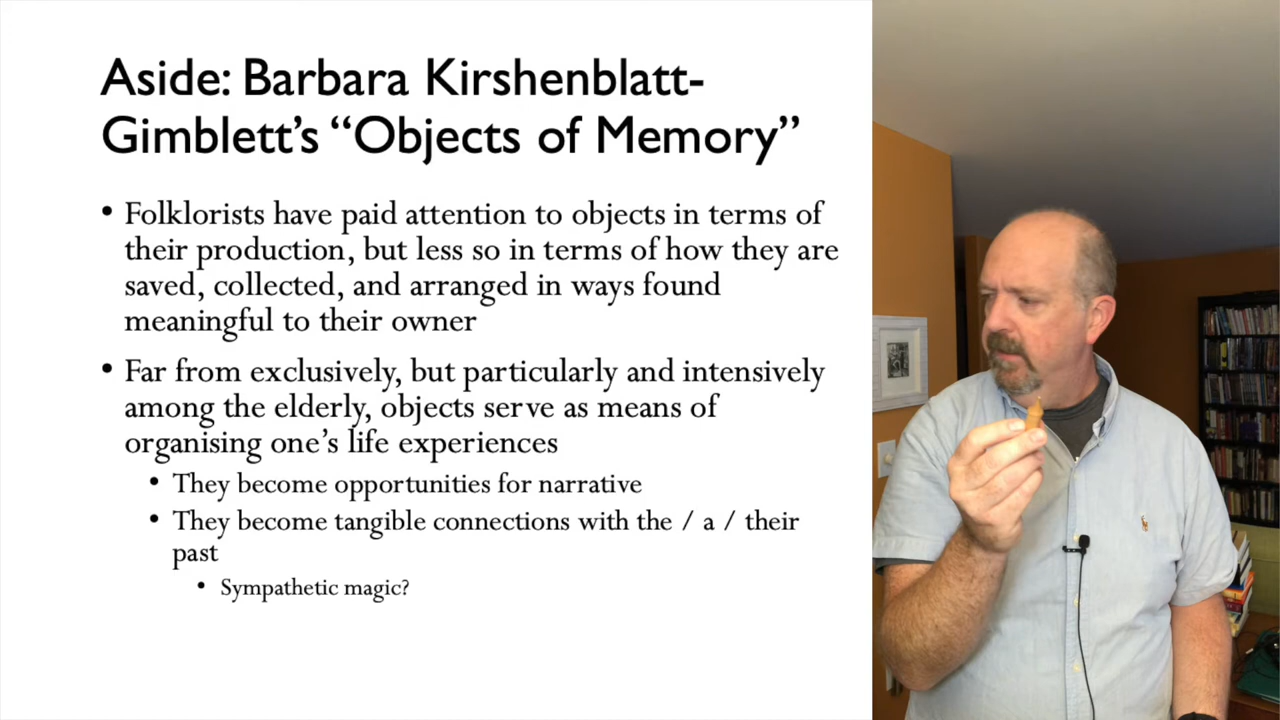 Aside: Barbara Kirshenblatt-
Gimblett’s “Objects of Memory”
• Folklorists have paid attention to objects in terms of
their production, but less so in terms of how they are
saved, collected, and arranged in ways found
meaningful to their owner
• Far from exclusively, but particularly and intensively
among the elderly, objects serve as means of
organising one’s life experiences
• They become opportunities for narrative
• They become tangible connections with the / a / their
past
• Sympathetic magic?